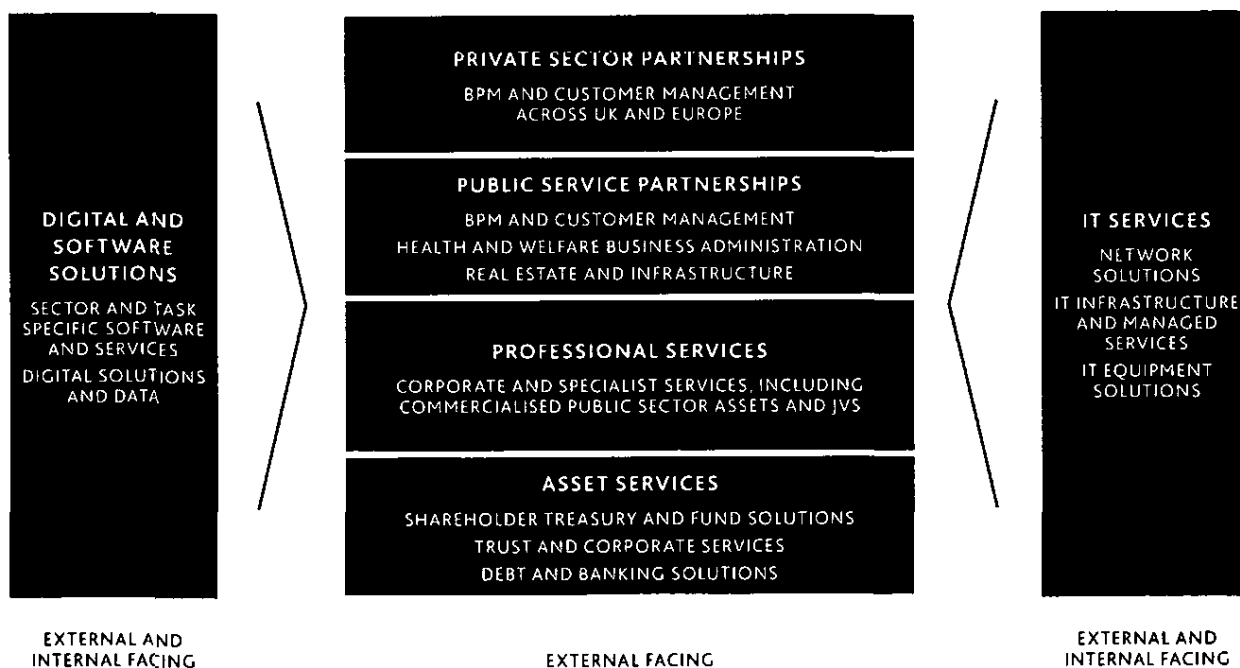 DIGITAL AND
SOFTWARE
SOLUTIONS
SECTOR AND TASK
SPECIFIC SOFTWARE
AND SERVICES
DIGITAL SOLUTIONS
AND DATA
EXTERNAL AND
INTERNAL FACING
PRIVATE SECTOR PARTNERSHIPS
BPM AND CUSTOMER MANAGEMENT
ACROSS UK AND EUROPE
PUBLIC SERVICE PARTNERSHIPS
BPM AND CUSTOMER MANAGEMENT
HEALTH AND WELFARE BUSINESS ADMINISTRATION
REAL ESTATE AND INFRASTRUCTURE
PROFESSIONAL SERVICES
CORPORATE AND SPECIALIST SERVICES, INCLUDING
COMMERCIALISED PUBLIC SECTOR ASSETS AND JVS
ASSET SERVICES
SHAREHOLDER TREASURY AND FUND SOLUTIONS
TRUST AND CORPORATE SERVICES
DEBT AND BANKING SOLUTIONS
EXTERNAL FACING
IT SERVICES
NETWORK
SOLUTIONS
IT INFRASTRUCTURE
AND MANAGED
SERVICES
IT EQUIPMENT
SOLUTIONS
EXTERNAL AND
INTERNAL FACING